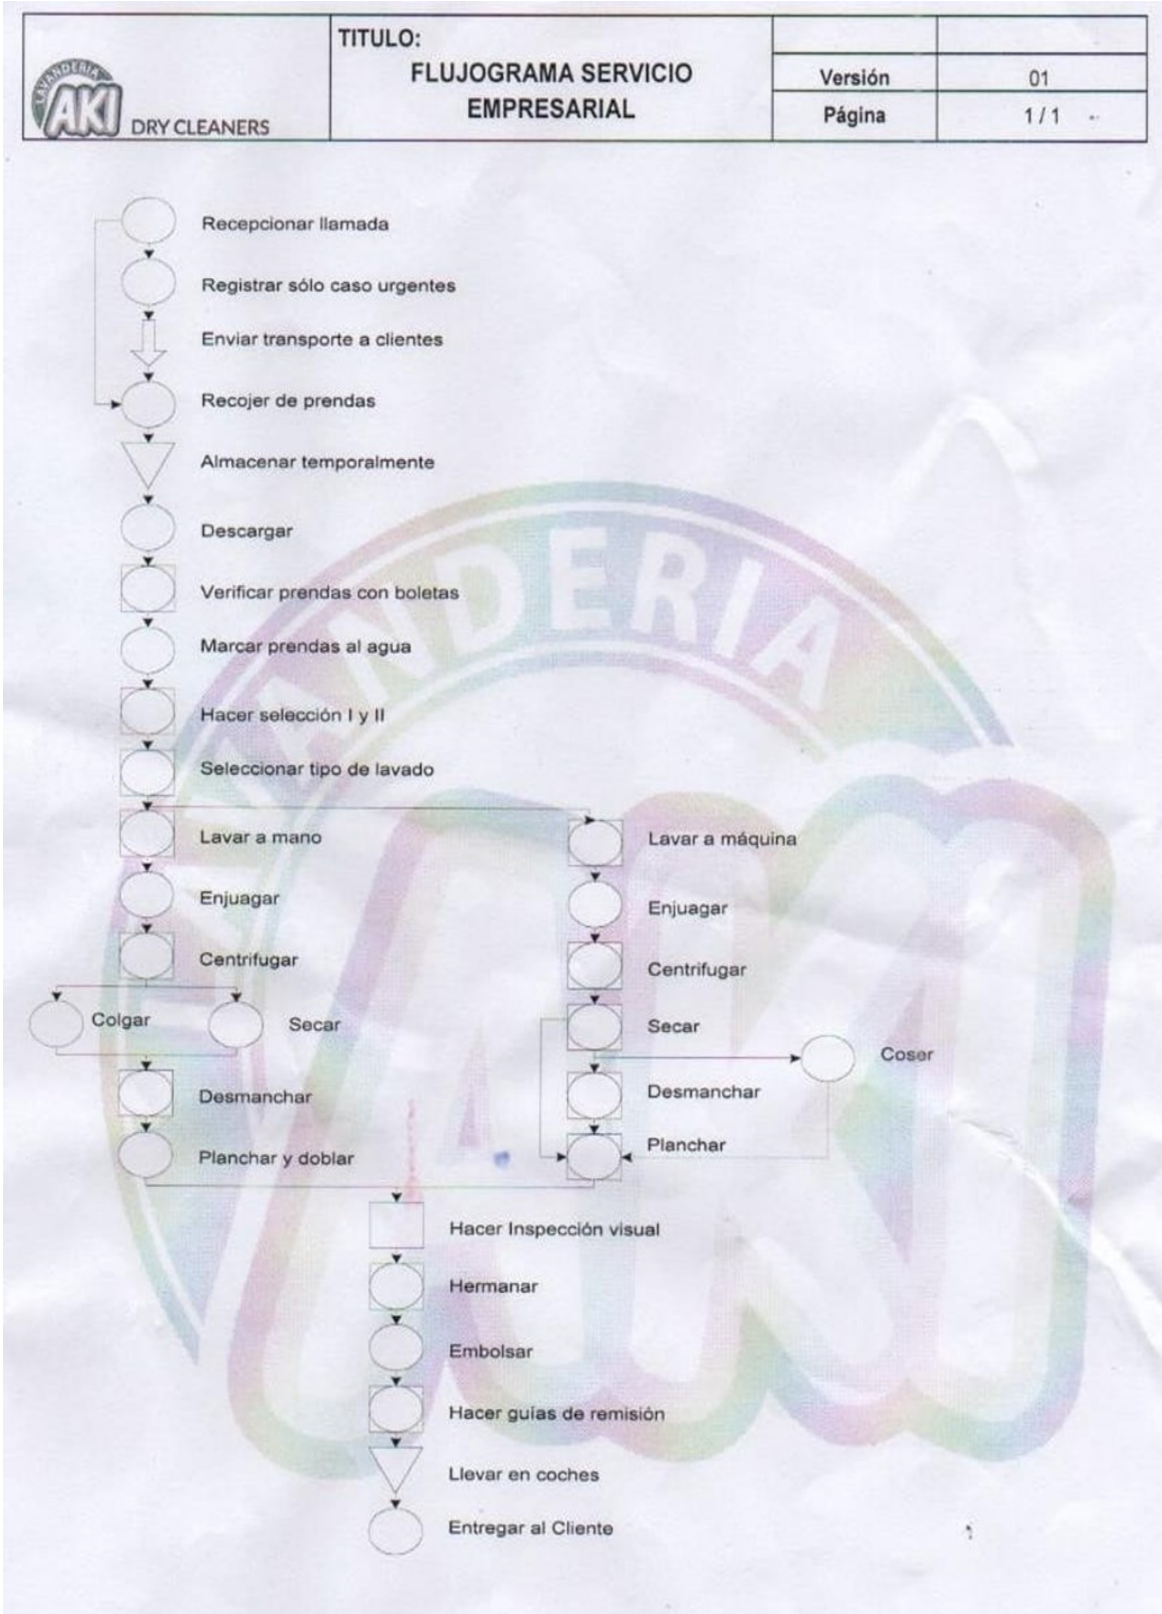 LAVANDERIA
AKI
DRY CLEANERS
TITULO:
FLUJOGRAMA SERVICIO
EMPRESARIAL
Versión 01
Página 1 / 1
Recepcionar llamada
Registrar sólo caso urgentes
Enviar transporte a clientes
Recojer de prendas
Almacenar temporalmente
Descargar
Verificar prendas con boletas
Marcar prendas al agua
Hacer selección I y II
Seleccionar tipo de lavado
Lavar a mano
Lavar a máquina
Enjuagar
Enjuagar
Centrifugar
Centrifugar
Colgar
Secar
Secar
Coser
Desmanchar
Desmanchar
Planchar y doblar
Planchar
Hacer Inspección visual
Hermanar
Embolsar
Hacer guías de remisión
Llevar en coches
Entregar al Cliente
LAVANDERIA
AKI